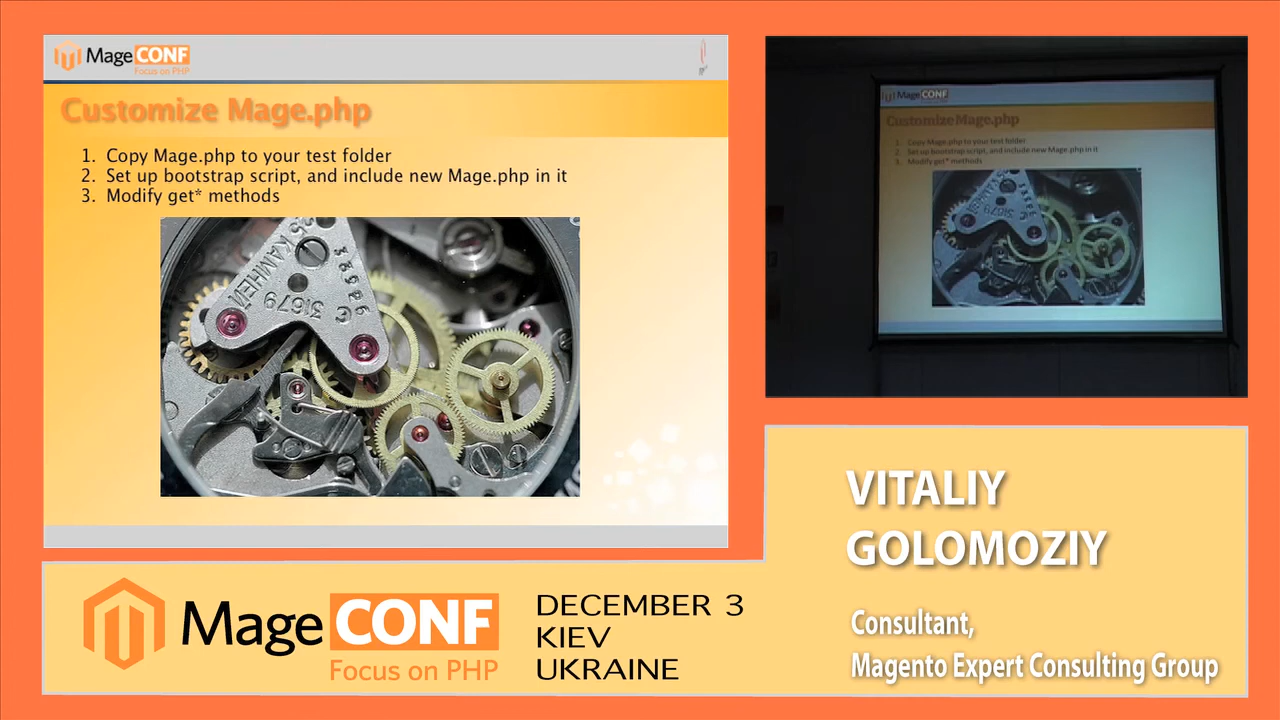 MageCONF
Focus on PHP
Customize Mage.php
1. Copy Mage.php to your test folder
2. Set up bootstrap script, and include new Mage.php in it
3. Modify get* methods
КАМНЕЙ
31679
MageCONF
Customize Mage.php
1. Copy Mage.php to your test folder
2. Set up bootstrap script, and include new Mage.php in it
3. Modify get* methods
VITALIY
GOLOMOZIY
Consultant,
Magento Expert Consulting Group
MageCONF
Focus on PHP
DECEMBER 3
KIEV
UKRAINE